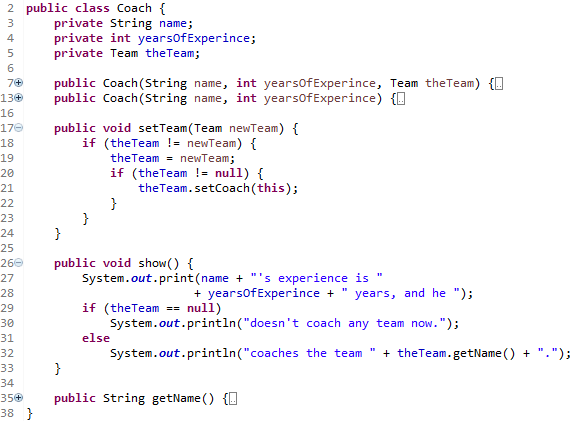 2 public class Coach {
3     private String name;
4     private int yearsOfExperince;
5     private Team theTeam;
6
7     public Coach(String name, int yearsOfExperince, Team theTeam) {
13     public Coach(String name, int yearsOfExperince) {
16
17     public void setTeam(Team newTeam) {
18         if (theTeam != newTeam) {
19             theTeam = newTeam;
20             if (theTeam != null) {
21                 theTeam.setCoach(this);
22             }
23         }
24     }
25
26     public void show() {
27         System.out.print(name + "'s experience is "
28                         + yearsOfExperince + " years, and he ");
29         if (theTeam == null)
30             System.out.println("doesn't coach any team now.");
31         else
32             System.out.println("coaches the team " + theTeam.getName() + ".");
33     }
34
35     public String getName() {
38 }